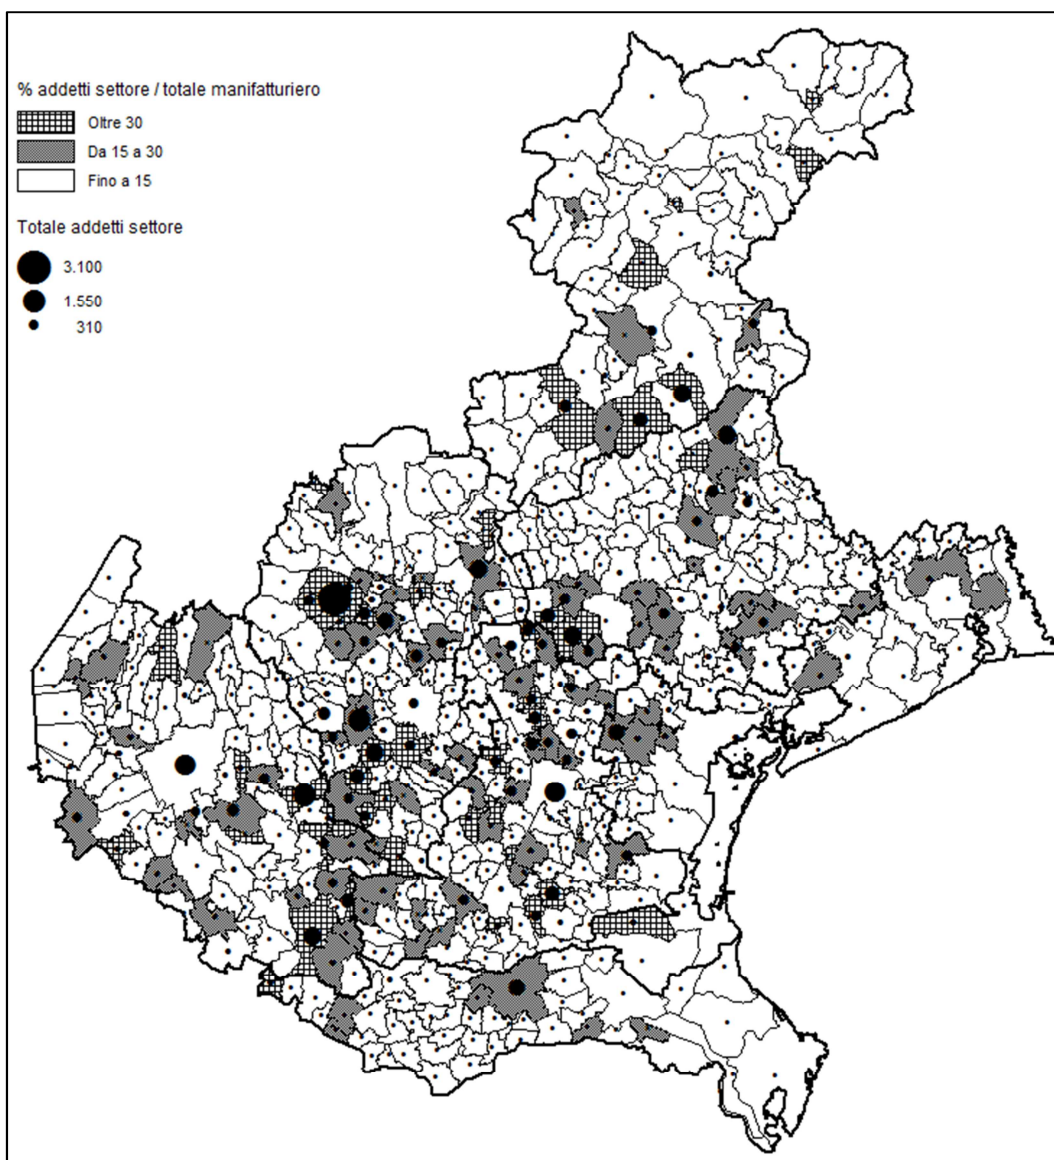 % addetti settore / totale manifatturiero
Oltre 30
Da 15 a 30
Fino a 15
Totale addetti settore
3.100
1.550
310